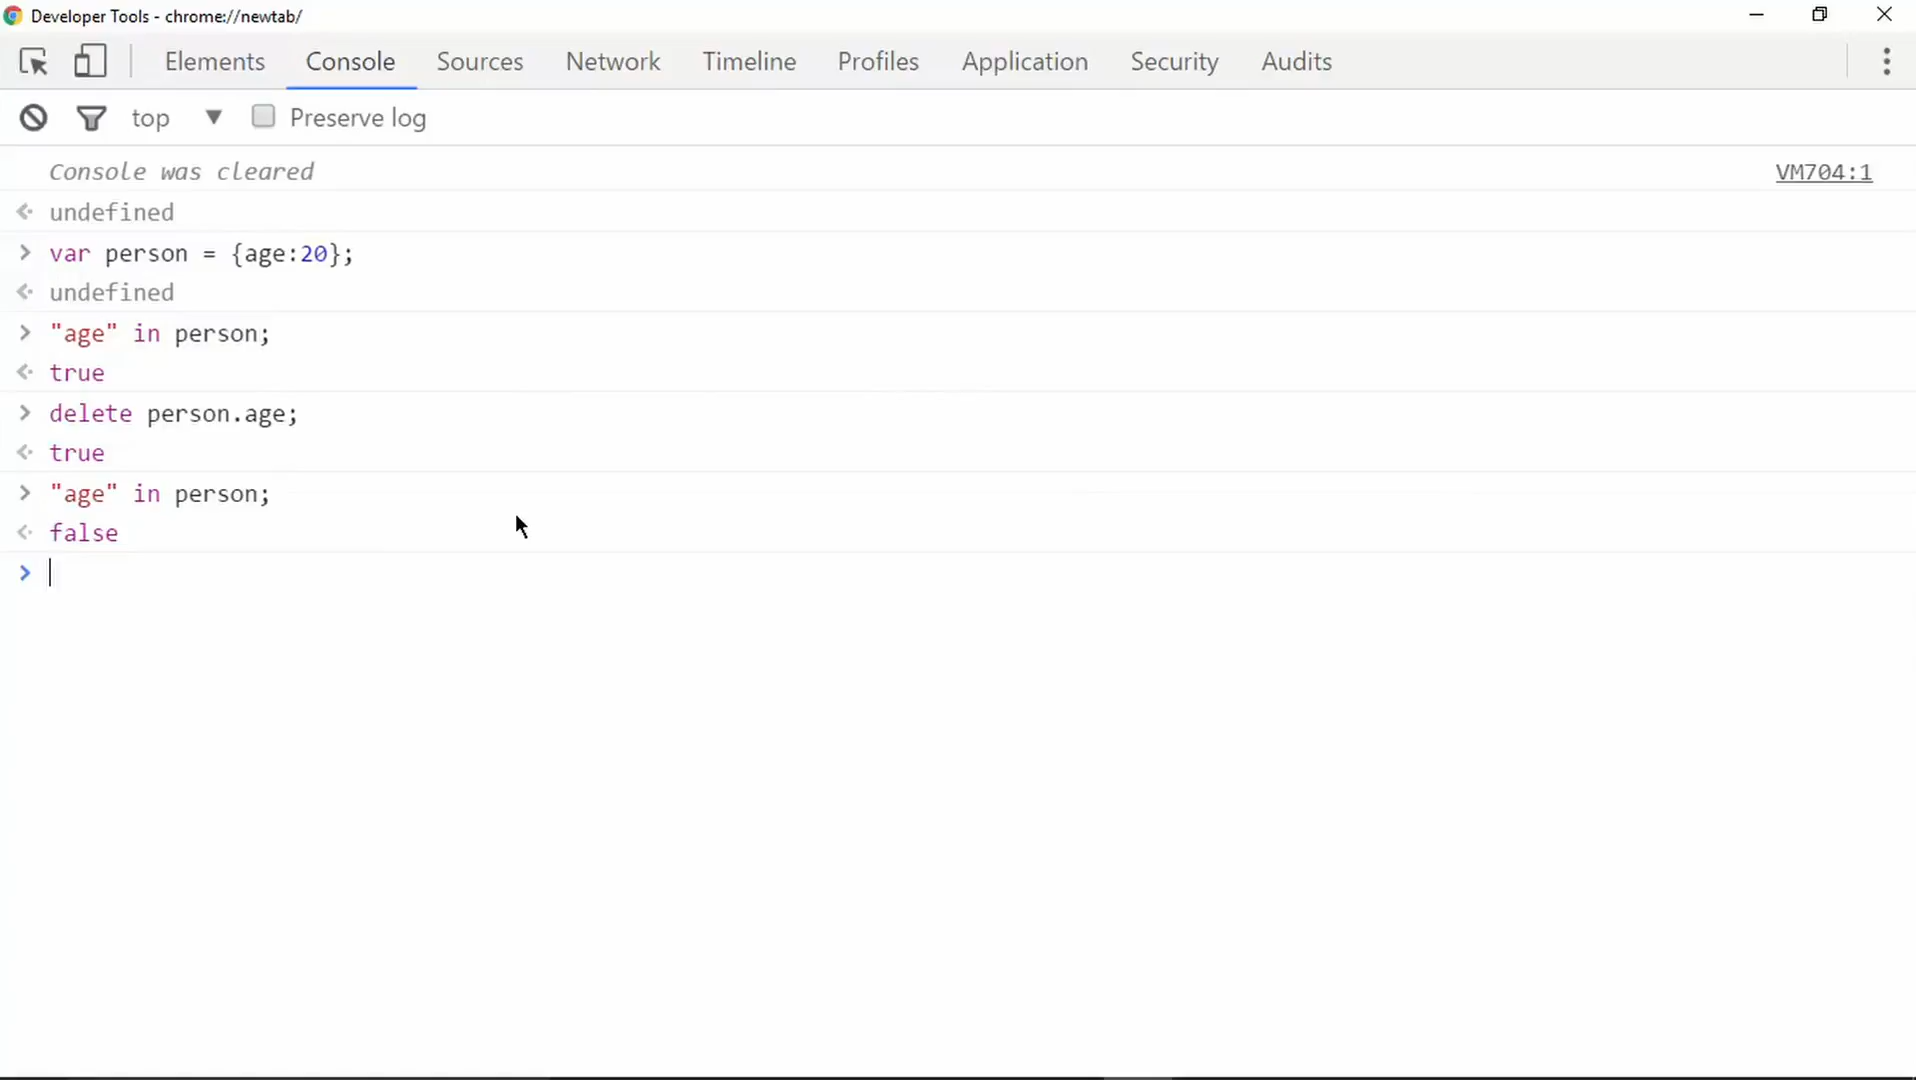 Developer Tools - chrome://newtab/
Elements Console Sources Network Timeline Profiles Application Security Audits
top Preserve log
Console was cleared VM704:1
undefined
var person = {age:20};
undefined
"age" in person;
true
delete person.age;
true
"age" in person;
false